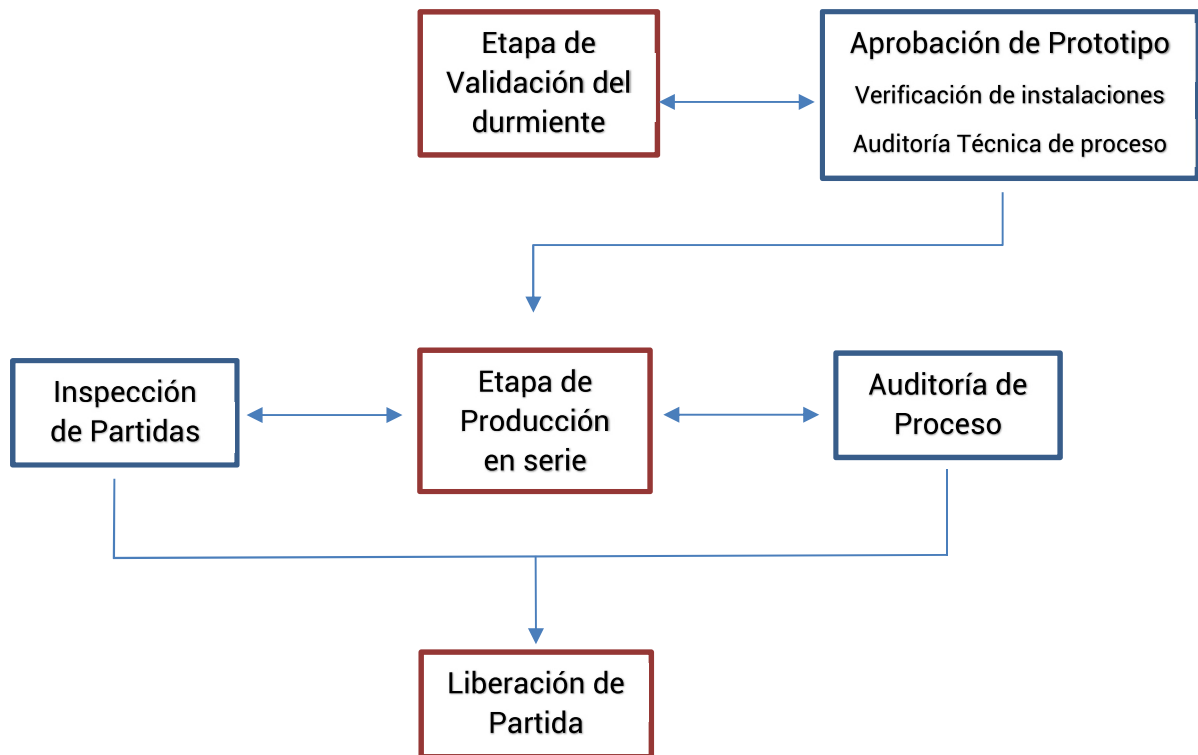 Etapa de
Validación del
durmiente
Aprobación de Prototipo
Verificación de instalaciones
Auditoría Técnica de proceso
Inspección
de Partidas
Etapa de
Producción
en serie
Auditoría de
Proceso
Liberación de
Partida